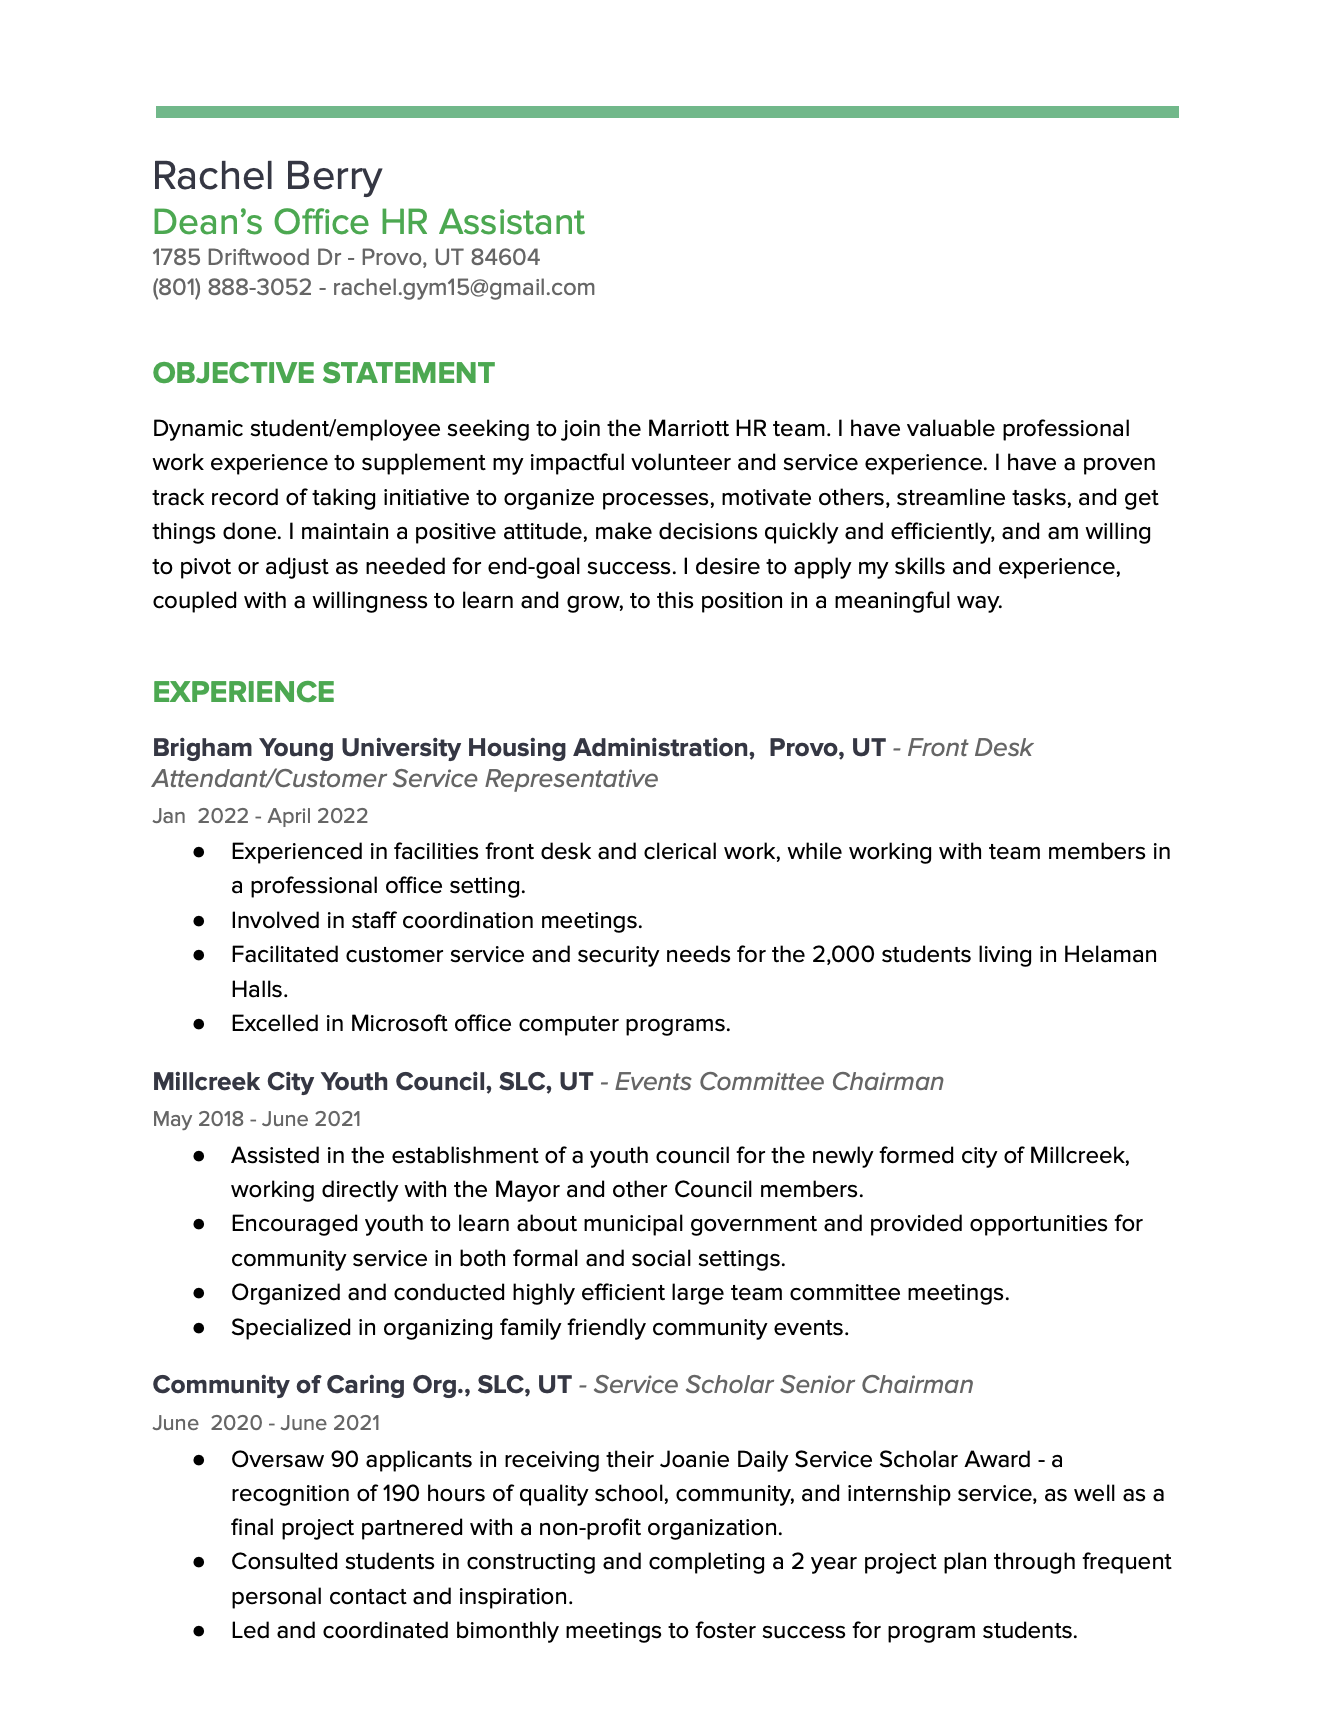 Rachel Berry
Dean’s Office HR Assistant
1785 Driftwood Dr - Provo, UT 84604
(801) 888-3052 - rachel.gym15@gmail.com
OBJECTIVE STATEMENT
Dynamic student/employee seeking to join the Marriott HR team. I have valuable professional
work experience to supplement my impactful volunteer and service experience. I have a proven
track record of taking initiative to organize processes, motivate others, streamline tasks, and get
things done. I maintain a positive attitude, make decisions quickly and efficiently, and am willing
to pivot or adjust as needed for end-goal success. I desire to apply my skills and experience,
coupled with a willingness to learn and grow, to this position in a meaningful way.
EXPERIENCE
Brigham Young University Housing Administration,  Provo, UT - Front Desk
Attendant/Customer Service Representative
Jan  2022 - April 2022
● Experienced in facilities front desk and clerical work, while working with team members in
a professional office setting.
● Involved in staff coordination meetings.
● Facilitated customer service and security needs for the 2,000 students living in Helaman
Halls.
● Excelled in Microsoft office computer programs.
Millcreek City Youth Council, SLC, UT - Events Committee Chairman
May 2018 - June 2021
● Assisted in the establishment of a youth council for the newly formed city of Millcreek,
working directly with the Mayor and other Council members.
● Encouraged youth to learn about municipal government and provided opportunities for
community service in both formal and social settings.
● Organized and conducted highly efficient large team committee meetings.
● Specialized in organizing family friendly community events.
Community of Caring Org., SLC, UT - Service Scholar Senior Chairman
June  2020 - June 2021
● Oversaw 90 applicants in receiving their Joanie Daily Service Scholar Award - a
recognition of 190 hours of quality school, community, and internship service, as well as a
final project partnered with a non-profit organization.
● Consulted students in constructing and completing a 2 year project plan through frequent
personal contact and inspiration.
● Led and coordinated bimonthly meetings to foster success for program students.